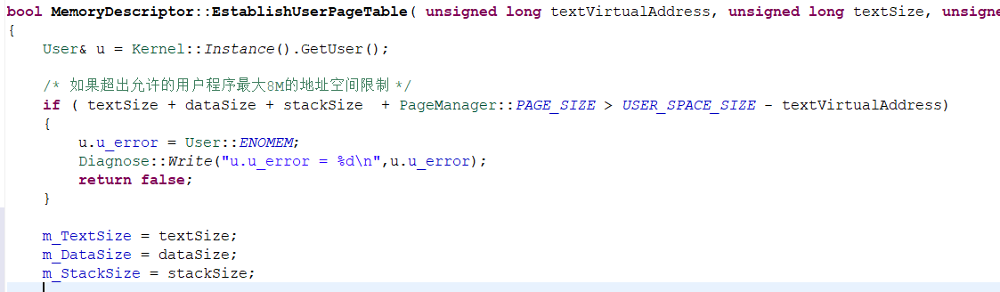 bool MemoryDescriptor::EstablishUserPageTable( unsigned long textVirtualAddress, unsigned long textSize,
{
User& u = Kernel::Instance().GetUser();
/* 如果超出允许的用户程序最大8M的地址空间限制 */
if ( textSize + dataSize + stackSize  + PageManager::PAGE_SIZE > USER_SPACE_SIZE - textVirtualAddress)
{
u.u_error = User::ENOMEM;
Diagnose::Write("u.u_error = %d\n",u.u_error);
return false;
}
m_TextSize = textSize;
m_DataSize = dataSize;
m_StackSize = stackSize;